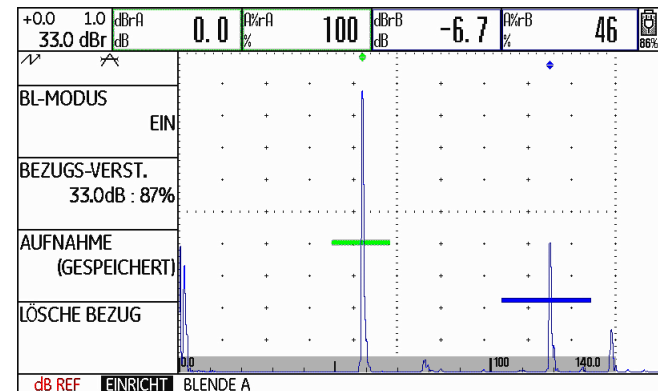 +0.0 1.0 dBrA 0.0 A%rA 100 dBrB -6.7 A%rB 46
33.0 dBr dB % dB % 86%
BL-MODUS
EIN
BEZUGS-VERST.
33.0dB : 87%
AUFNAHME
(GESPEICHERT)
LÖSCHE BEZUG
0.0 100 140.0
dB REF EINRICHT BLENDE A